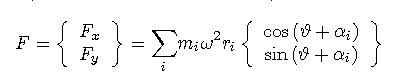 F = { F_x F_y } = ∑_i m_i ω² r_i { cos (ϑ + α_i) sin (ϑ + α_i) }